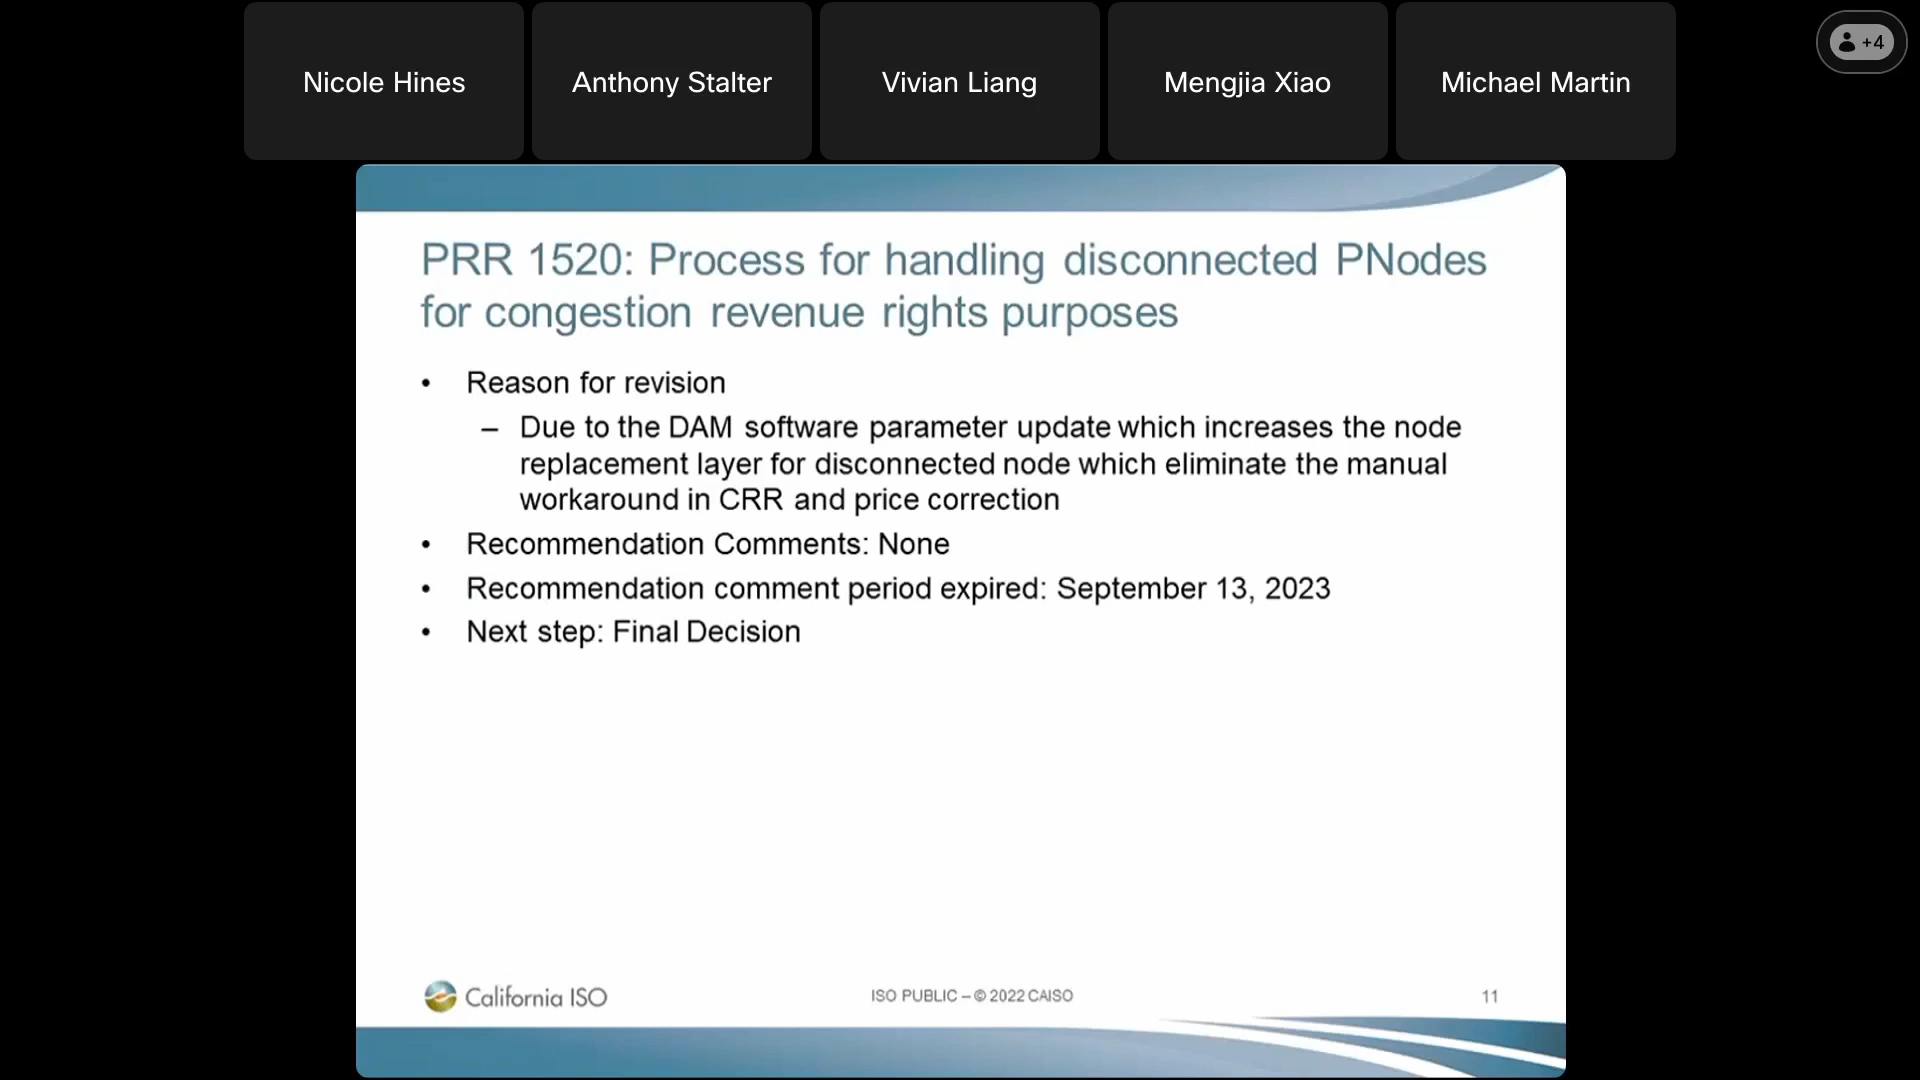 Nicole Hines
Anthony Stalter
Vivian Liang
Mengjia Xiao
Michael Martin
+4
PRR 1520: Process for handling disconnected PNodes
for congestion revenue rights purposes
• Reason for revision
– Due to the DAM software parameter update which increases the node
replacement layer for disconnected node which eliminate the manual
workaround in CRR and price correction
• Recommendation Comments: None
• Recommendation comment period expired: September 13, 2023
• Next step: Final Decision
California ISO
ISO PUBLIC – © 2022 CAISO
11